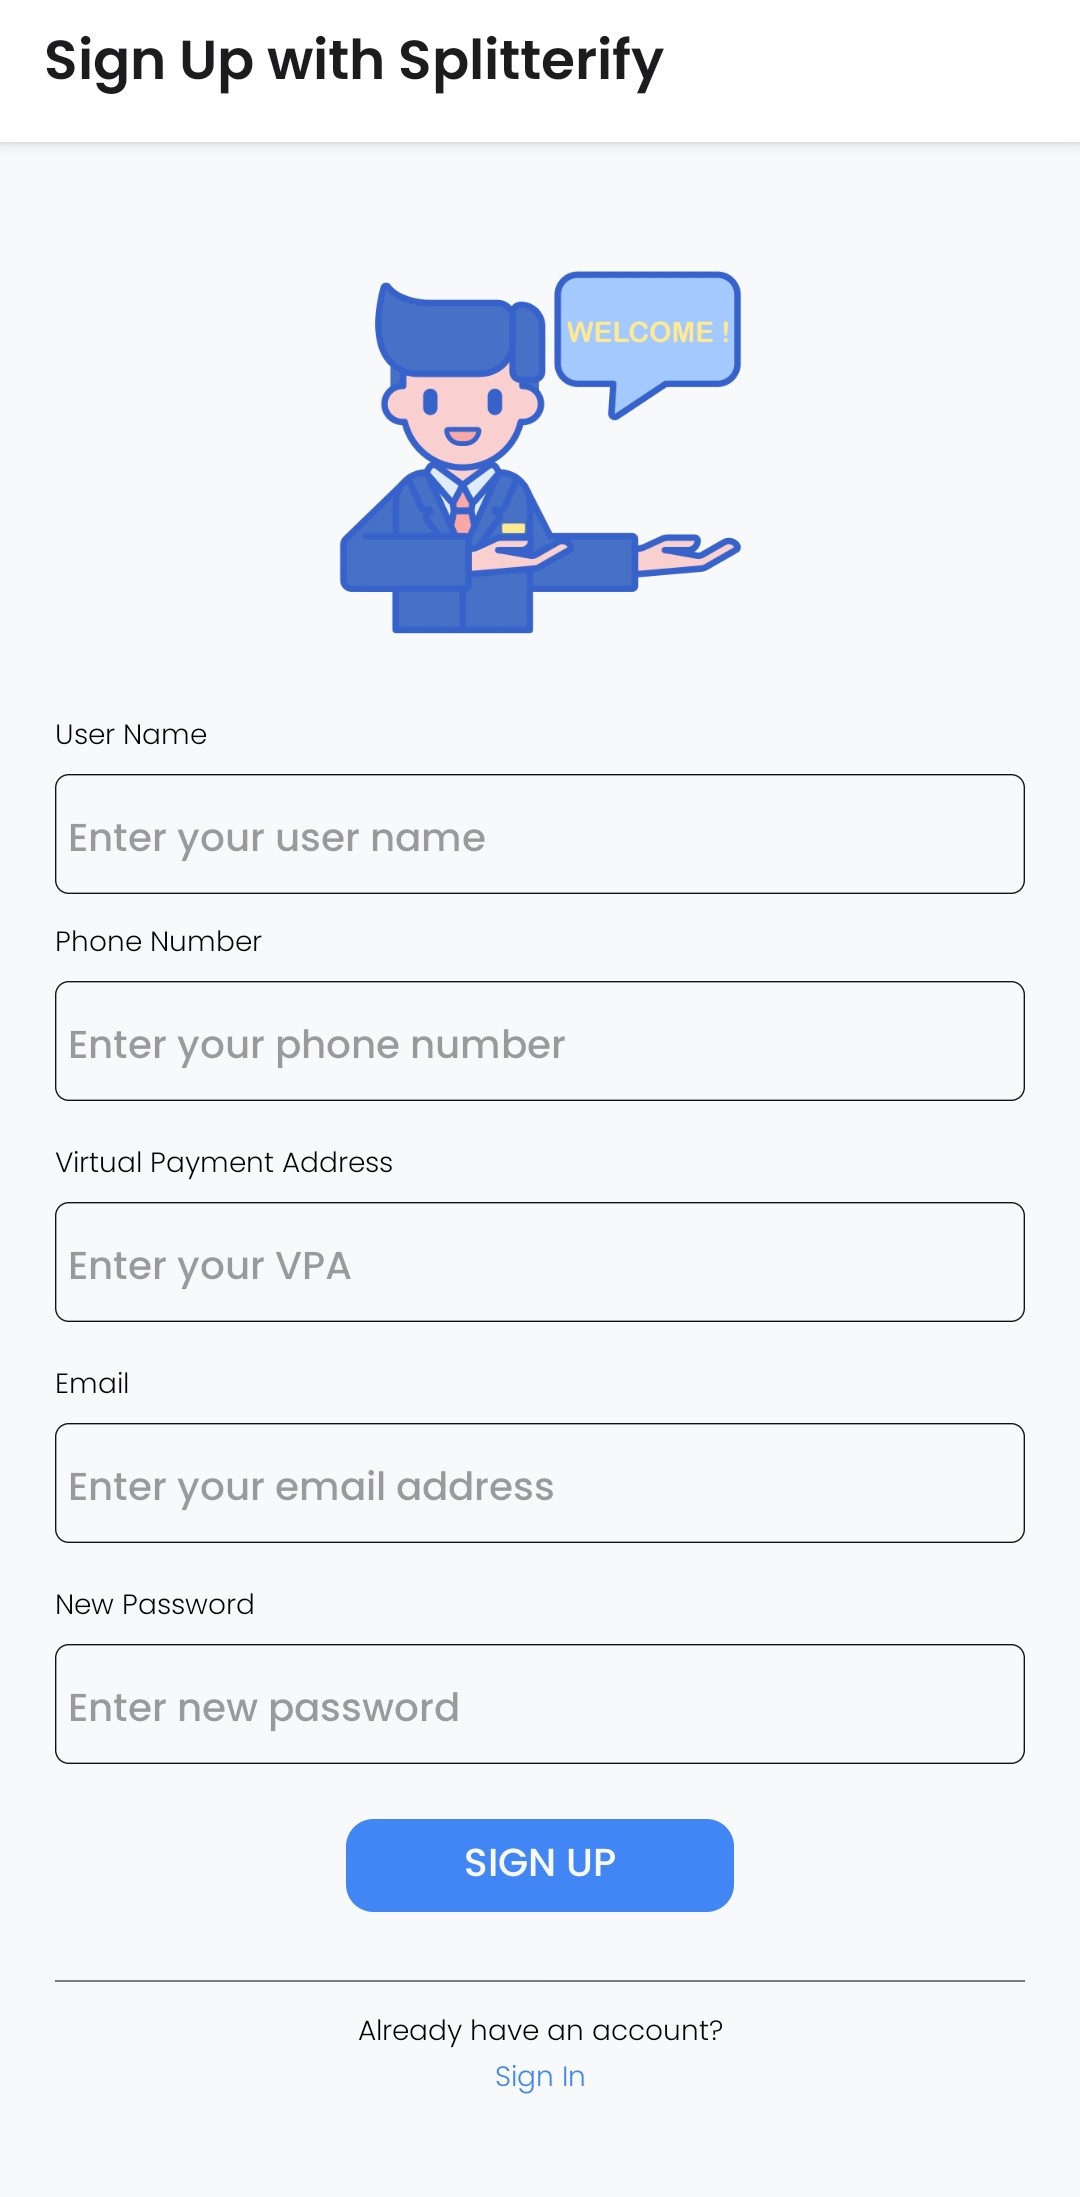 Sign Up with Splitterify
WELCOME !
User Name
Enter your user name
Phone Number
Enter your phone number
Virtual Payment Address
Enter your VPA
Email
Enter your email address
New Password
Enter new password
SIGN UP
Already have an account?
Sign In